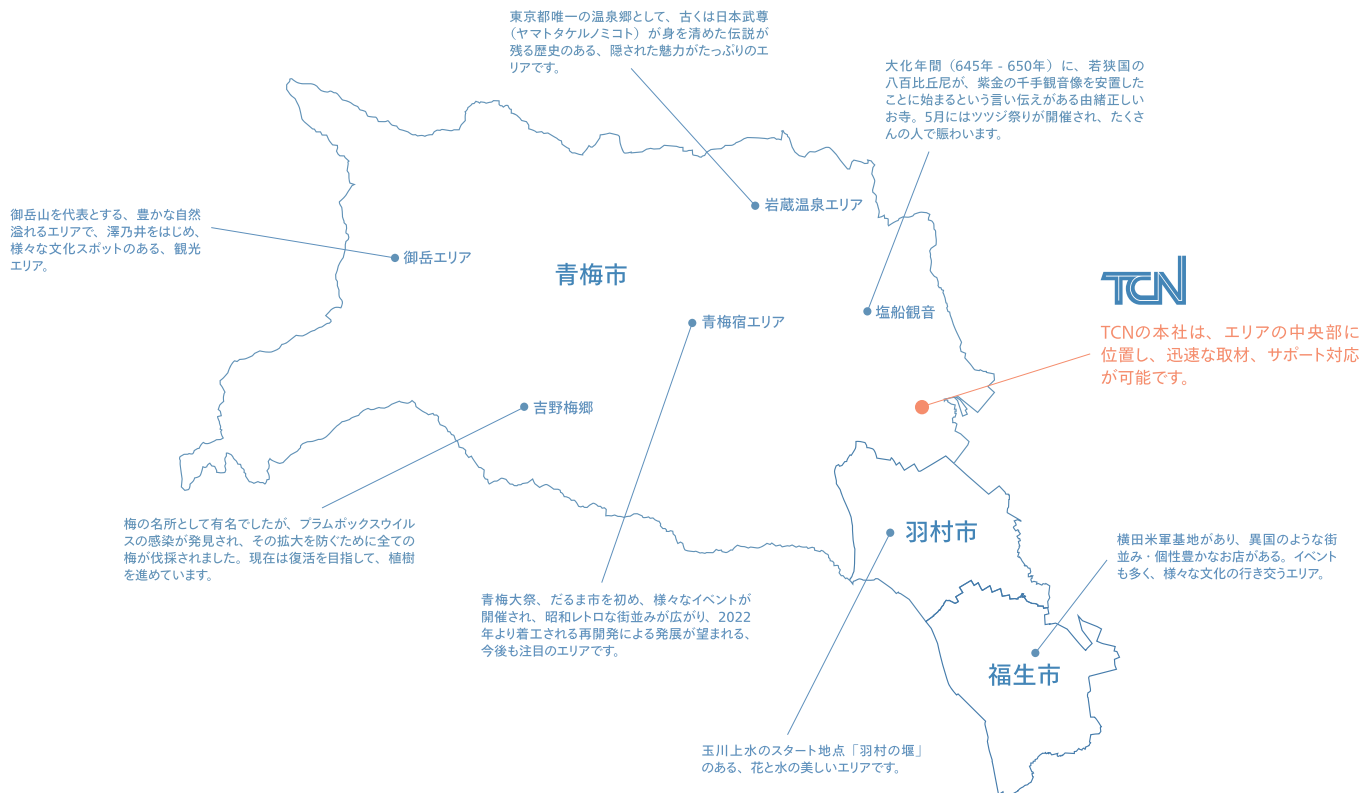 東京都唯一の温泉郷として、古くは日本武尊
(ヤマトタケルノミコト)が身を清めた伝説が
残る歴史のある、隠された魅力がたっぷりのエ
リアです。
大化年間(645年 - 650年)に、若狭国の
八百比丘尼が、紫金の千手観音像を安置した
ことに始まるという言い伝えがある由緒正しい
お寺。5月にはツツジ祭りが開催され、たくさ
んの人で賑わいます。
岩蔵温泉エリア
御岳山を代表とする、豊かな自然
溢れるエリアで、澤乃井をはじめ、
様々な文化スポットのある、観光
エリア。
御岳エリア
青梅市
青梅宿エリア
塩船観音
TCN
TCNの本社は、エリアの中央部に
位置し、迅速な取材、サポート対応
が可能です。
吉野梅郷
梅の名所として有名でしたが、プラムポックスウイル
スの感染が発見され、その拡大を防ぐために全ての
梅が伐採されました。現在は復活を目指して、植樹
を進めています。
羽村市
横田米軍基地があり、異国のような街
並み・個性豊かなお店がある。イベント
も多く、様々な文化の行き交うエリア。
青梅大祭、だるま市を初め、様々なイベントが
開催され、昭和レトロな街並みが広がり、2022
年より着工される再開発による発展が望まれる、
今後も注目のエリアです。
福生市
玉川上水のスタート地点「羽村の堰」
のある、花と水の美しいエリアです。